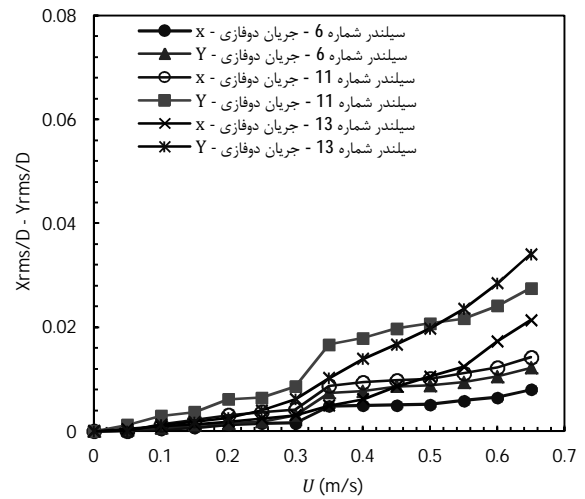 0.08
0.06
0.04
0.02
0
Xrms/D - Yrms/D
سیلندر شماره 6 - جریان دوفازی - x
سیلندر شماره 6 - جریان دوفازی - Y
سیلندر شماره 11 - جریان دوفازی - x
سیلندر شماره 11 - جریان دوفازی - Y
سیلندر شماره 13 - جریان دوفازی - x
سیلندر شماره 13 - جریان دوفازی - Y
0 0.1 0.2 0.3 0.4 0.5 0.6 0.7
U (m/s)